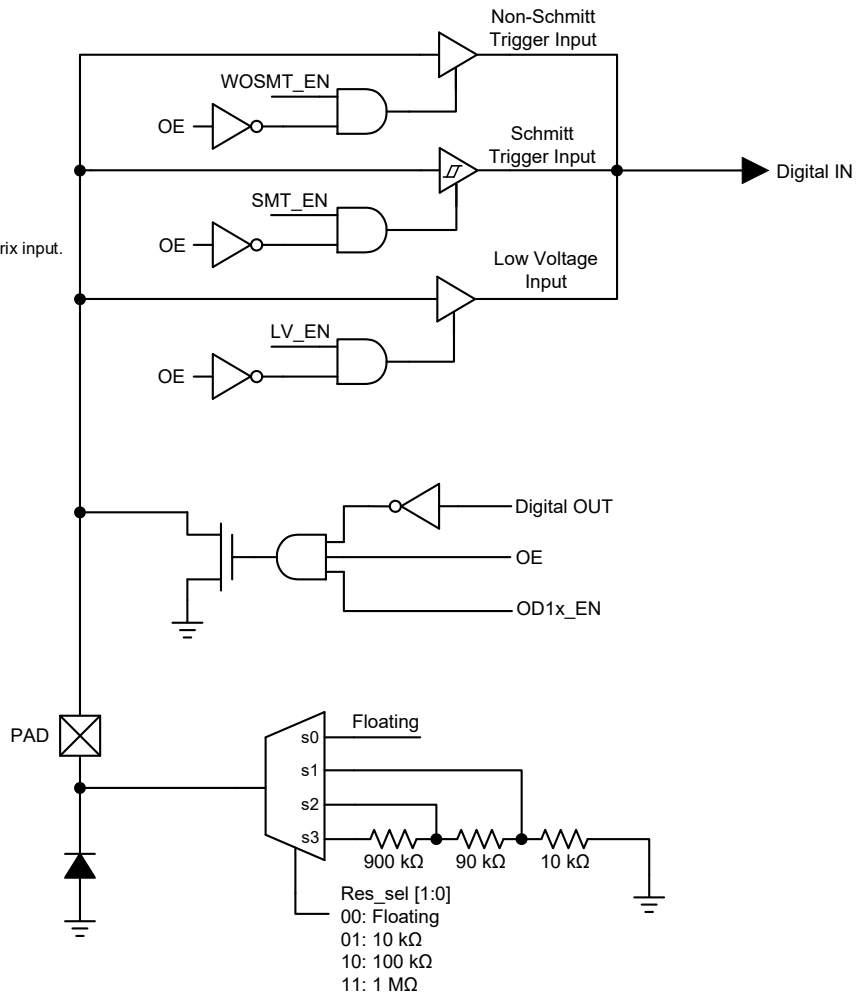 Non-Schmitt
Trigger Input
WOSMT_EN
OE
Schmitt
Trigger Input
Digital IN
SMT_EN
OE
rix input.
Low Voltage
Input
LV_EN
OE
Digital OUT
OE
OD1x_EN
PAD
Floating
s0
s1
s2
s3
900 kΩ
90 kΩ
10 kΩ
Res_sel [1:0]
00: Floating
01: 10 kΩ
10: 100 kΩ
11: 1 MΩ